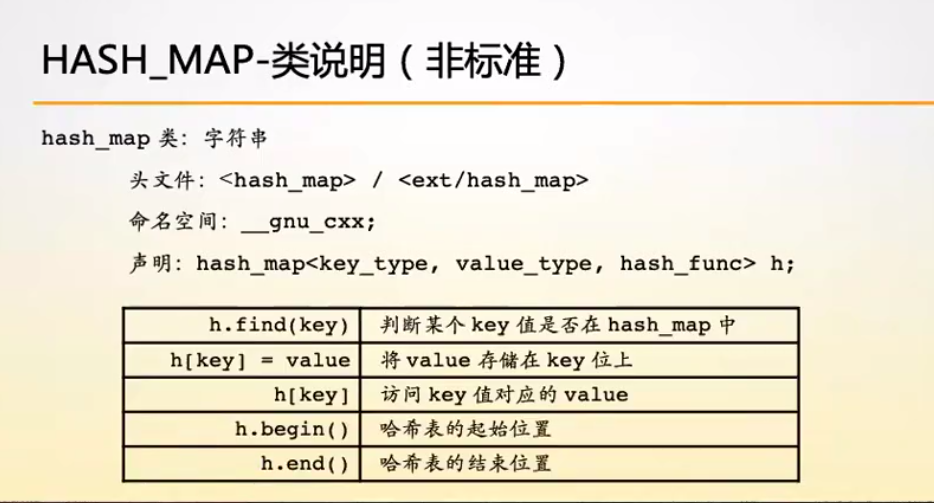 HASH_MAP-类说明（非标准）
hash_map 类：字符串
头文件：<hash_map> / <ext/hash_map>
命名空间：__gnu_cxx;
声明：hash_map<key_type, value_type, hash_func> h;
h.find(key) 判断某个 key 值是否在 hash_map 中
h[key] = value 将 value 存储在 key 位上
h[key] 访问 key 值对应的 value
h.begin() 哈希表的起始位置
h.end() 哈希表的结束位置